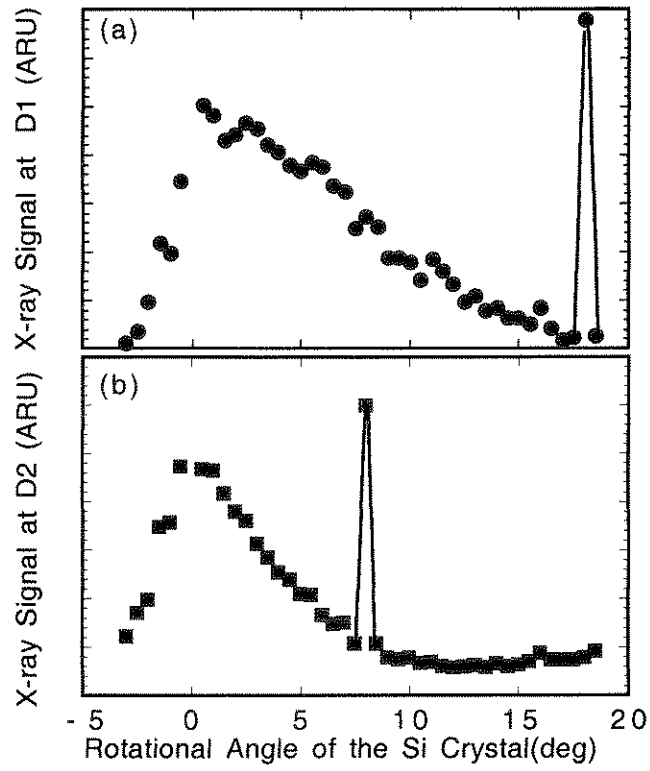 (a)
X-ray Signal at D1 (ARU)
(b)
X-ray Signal at D2 (ARU)
-5 0 5 10 15 20
Rotational Angle of the Si Crystal(deg)